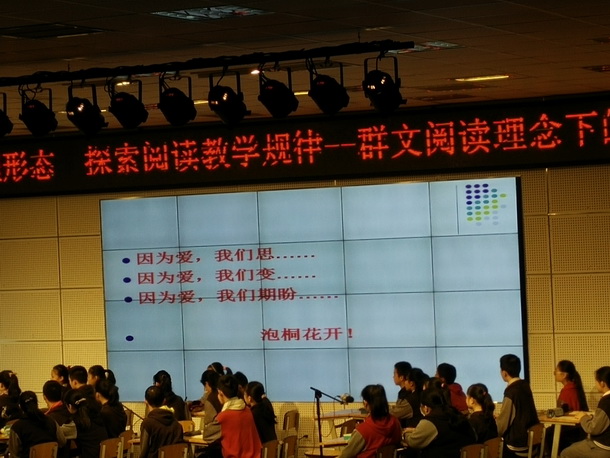 形态 探索阅读教学规律--群文阅读理念下的
因为爱，我们思……
因为爱，我们变……
因为爱，我们期盼……
泡桐花开！